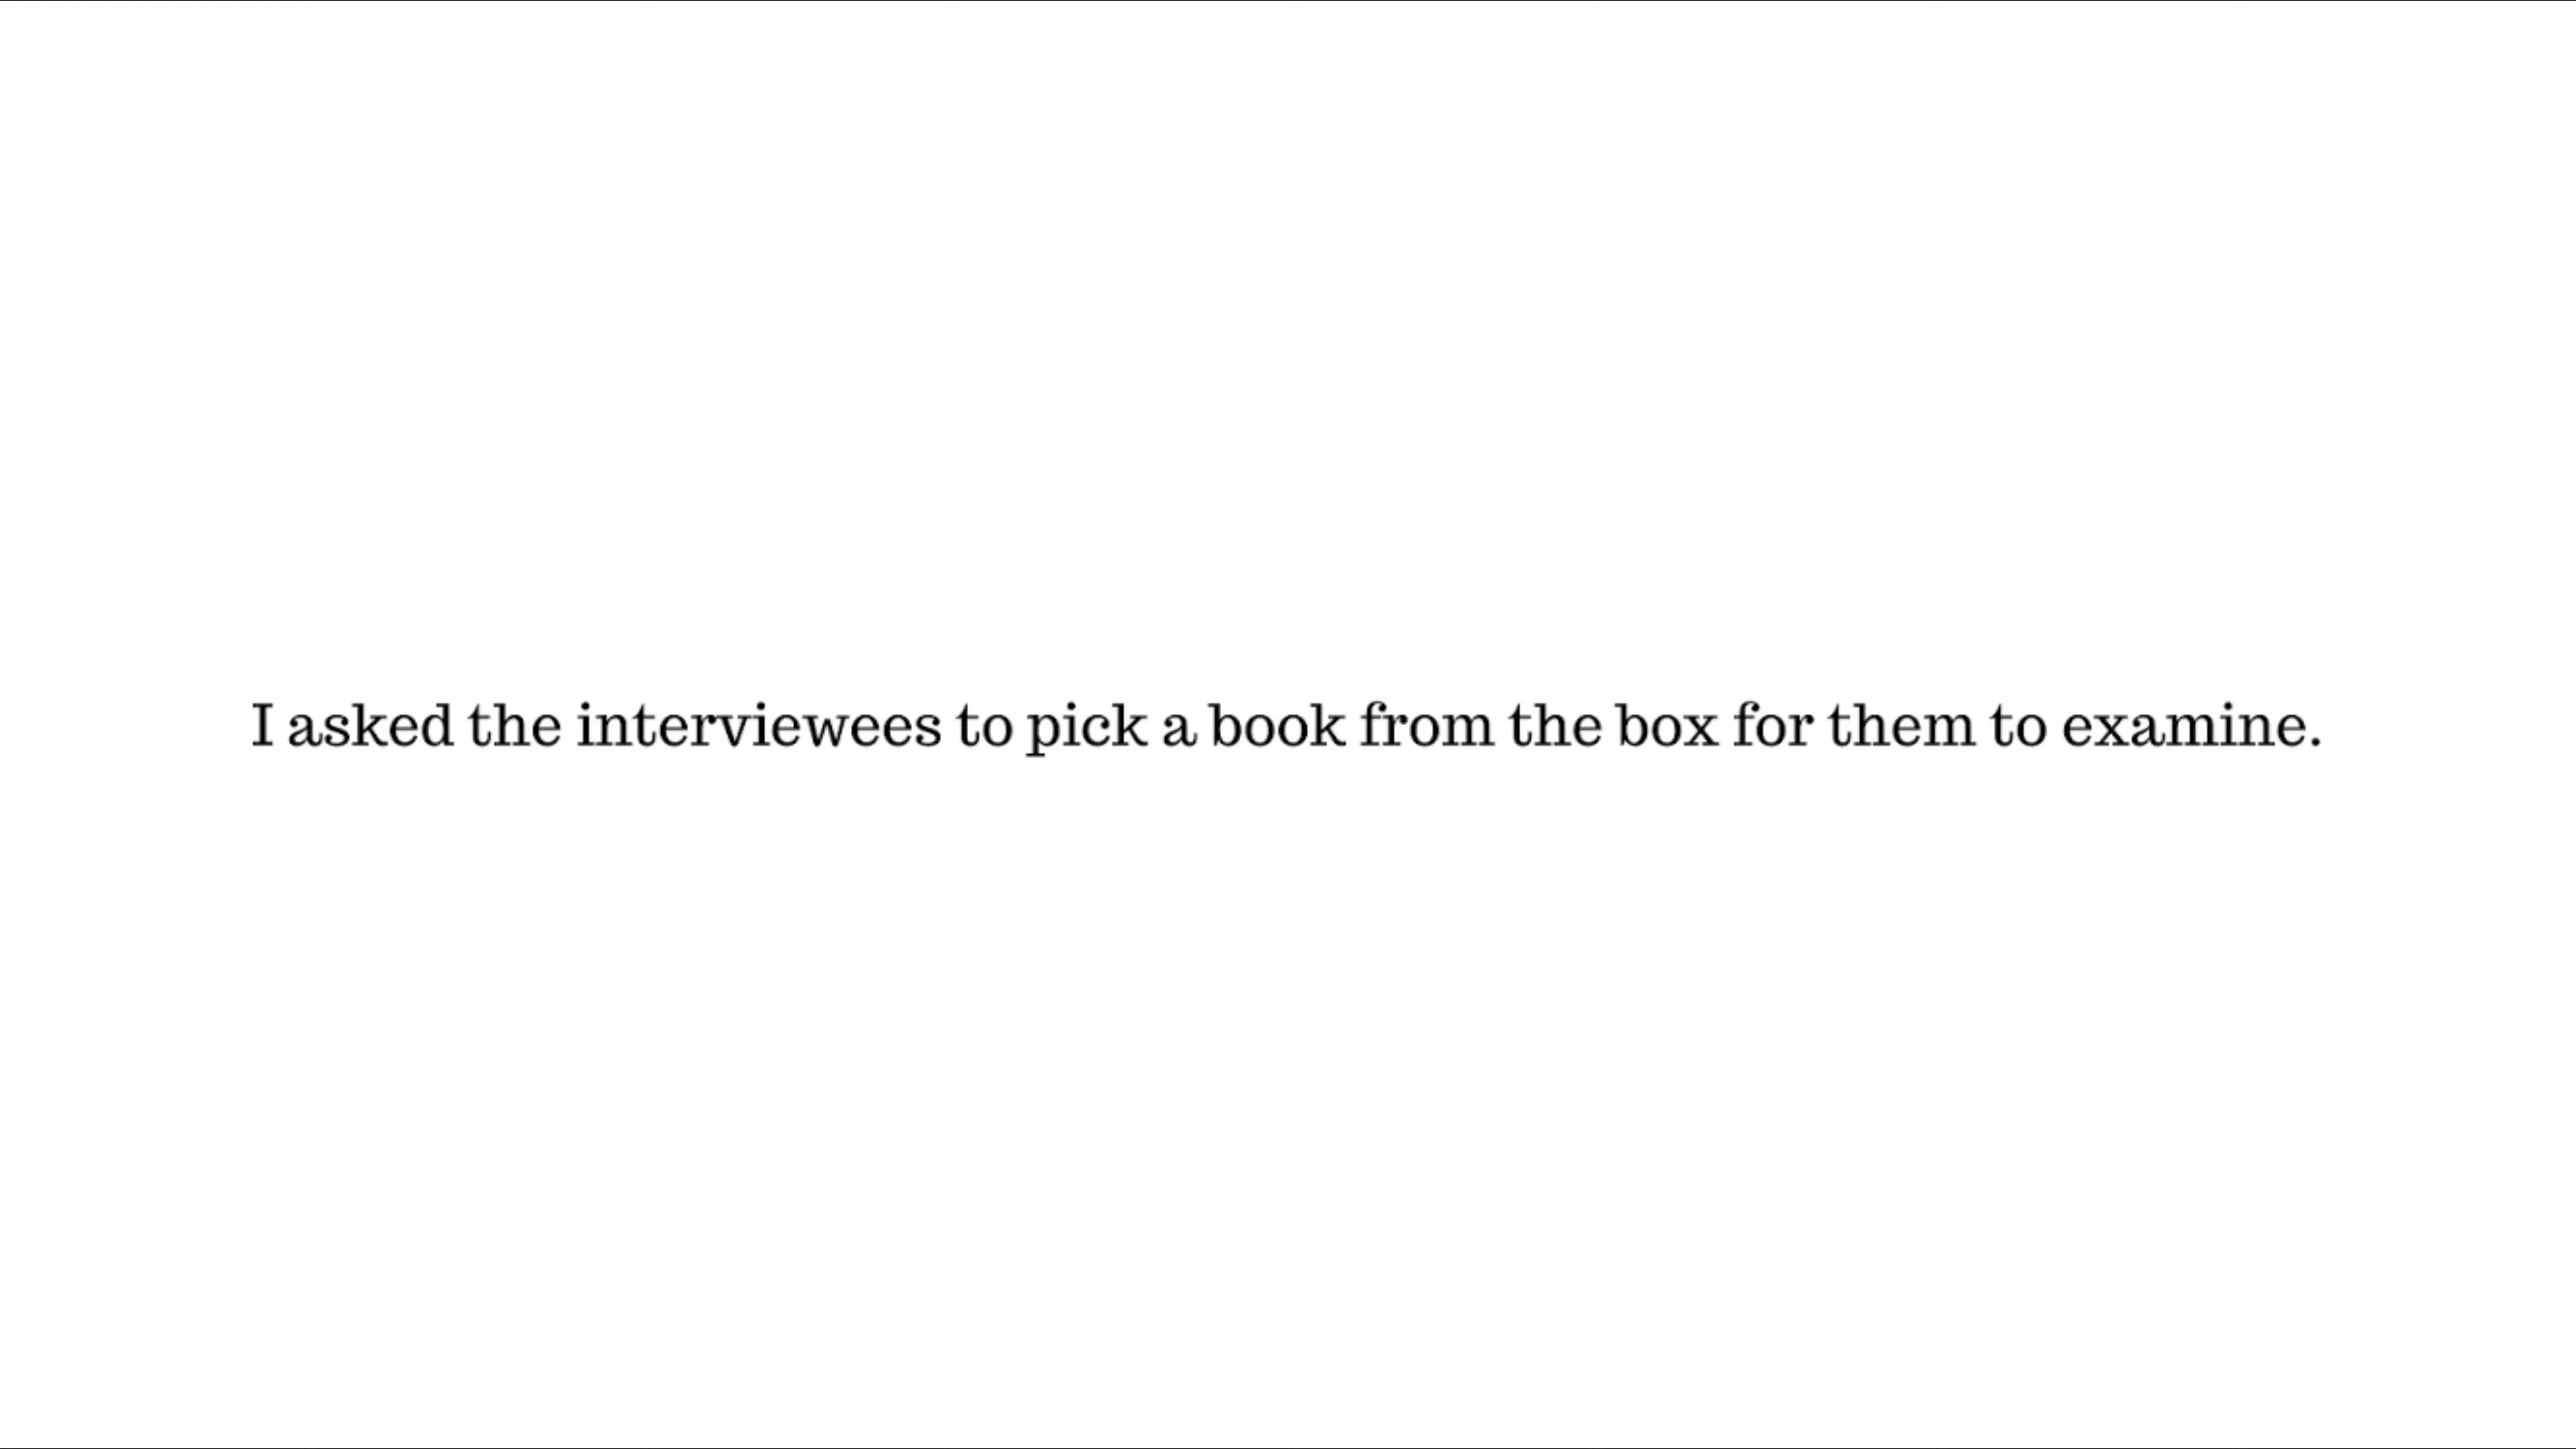 I asked the interviewees to pick a book from the box for them to examine.